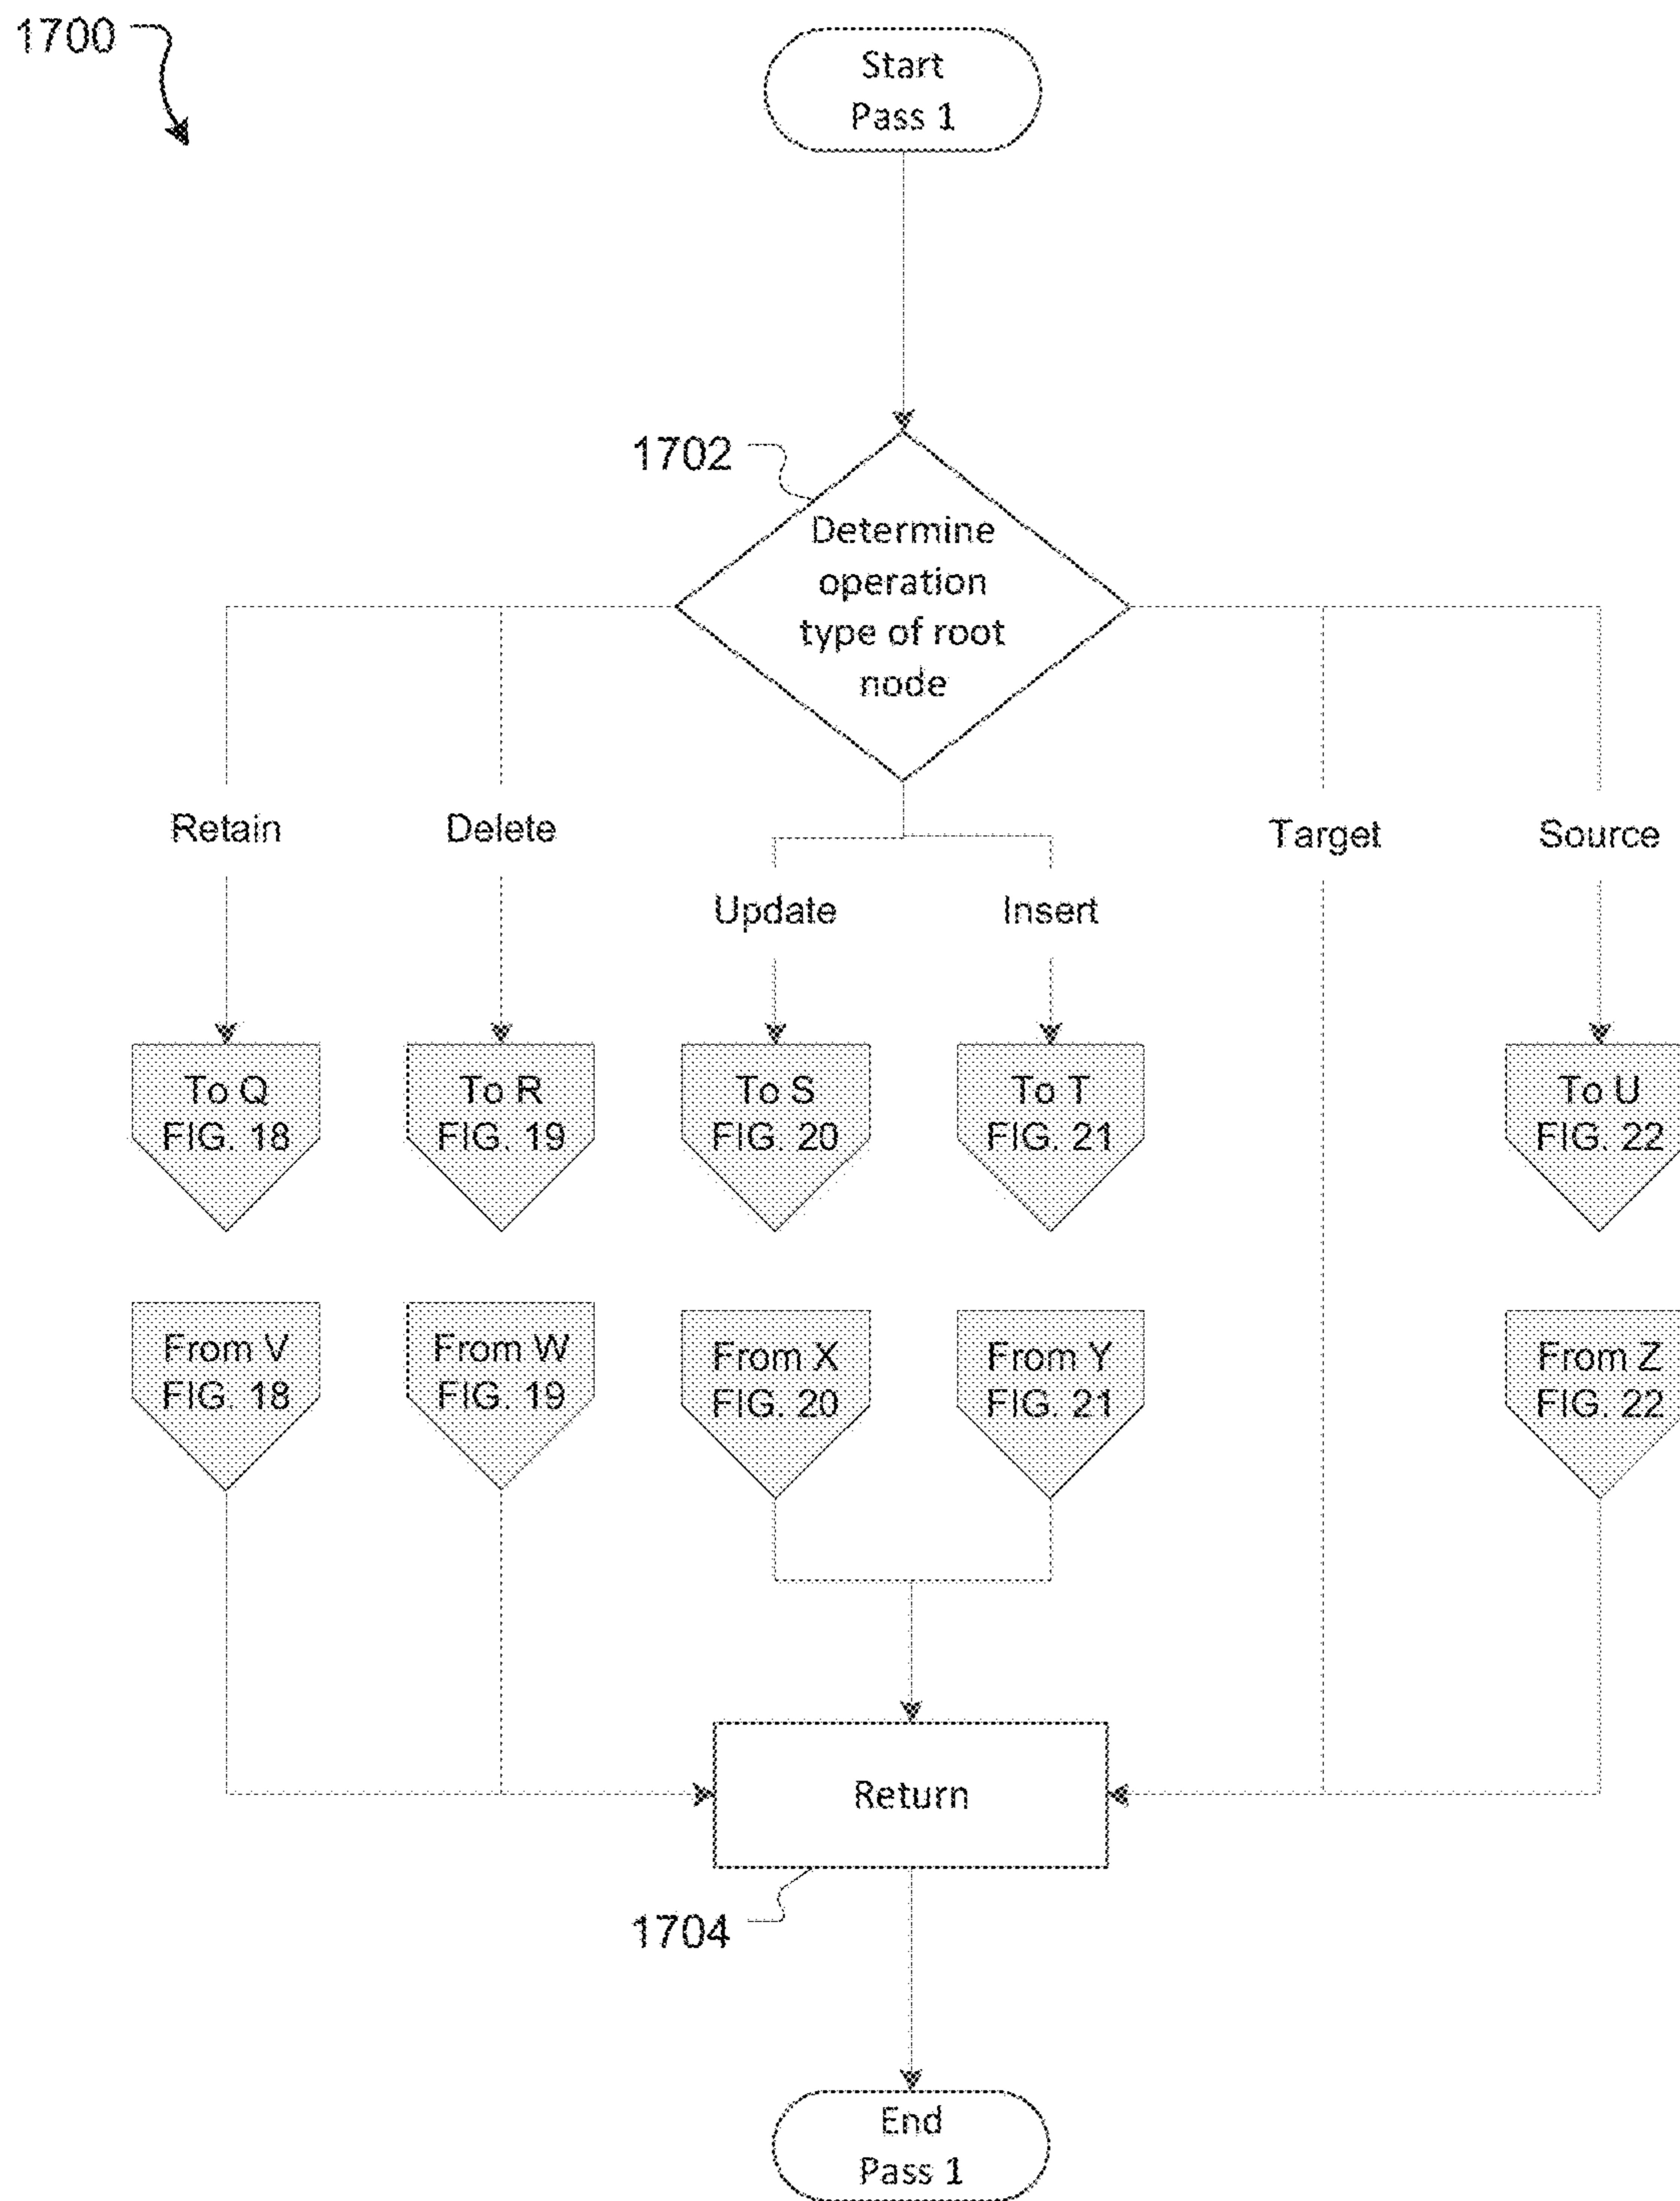 1700
Start
Pass 1
1702
Determine
operation
type of root
node
Retain
Delete
Update
Insert
Target
Source
To Q
FIG. 18
To R
FIG. 19
To S
FIG. 20
To T
FIG. 21
To U
FIG. 22
From V
FIG. 18
From W
FIG. 19
From X
FIG. 20
From Y
FIG. 21
From Z
FIG. 22
Return
1704
End
Pass 1